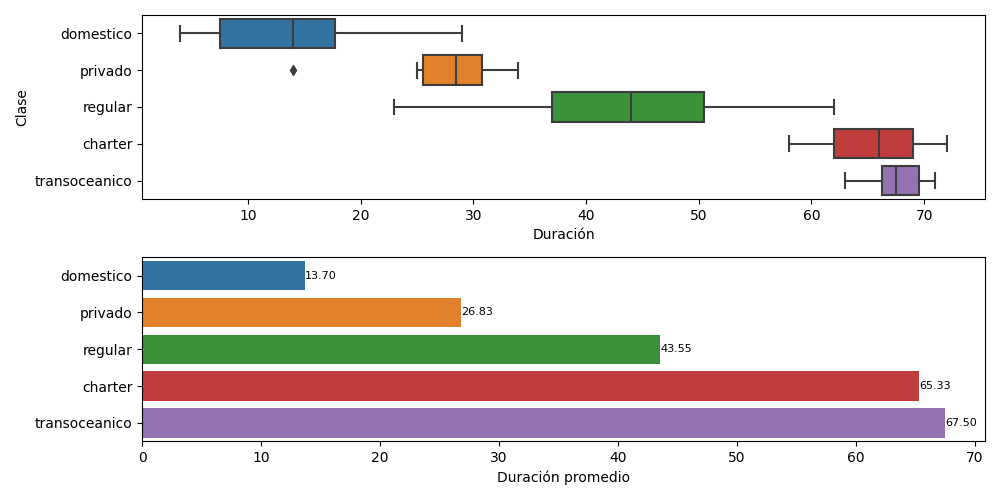 Clase
domestico
privado
regular
charter
transoceanico
10 20 30 40 50 60 70
Duración
domestico 13.70
privado 26.83
regular 43.55
charter 65.33
transoceanico 67.50
0 10 20 30 40 50 60 70
Duración promedio